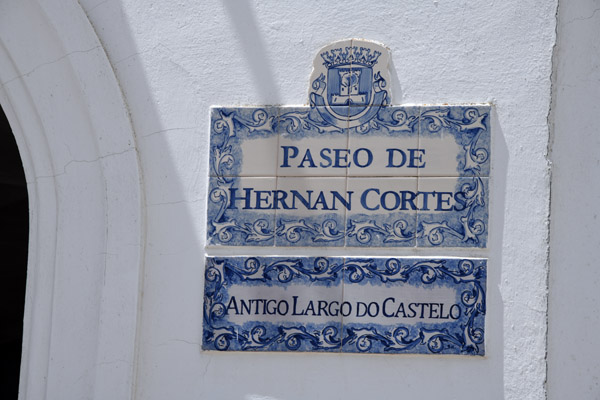 PASEO DE
HERNAN CORTES
ANTIGO LARGO DO CASTELO